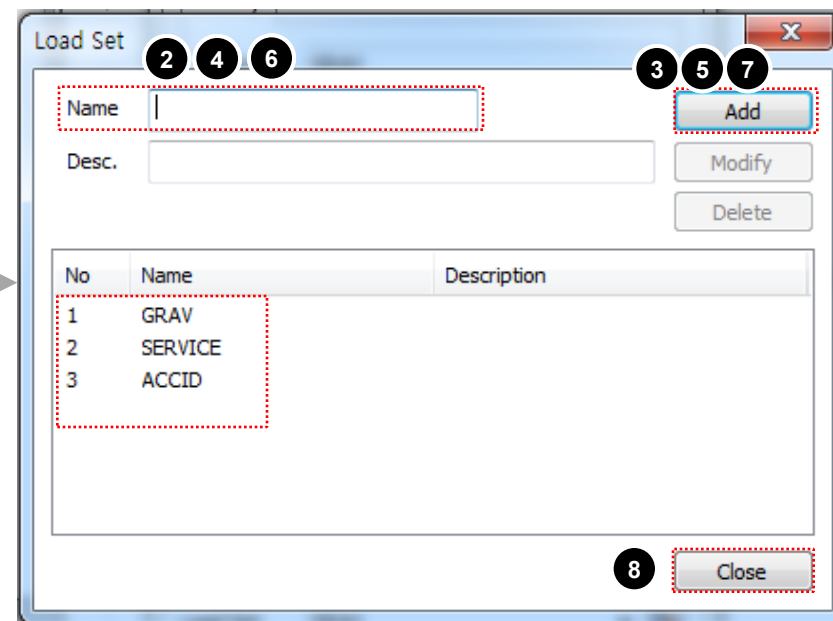 Load Set
2 4 6
3 5 7
Name
Add
Desc.
Modify
Delete
No Name Description
1 GRAV
2 SERVICE
3 ACCID
8 Close